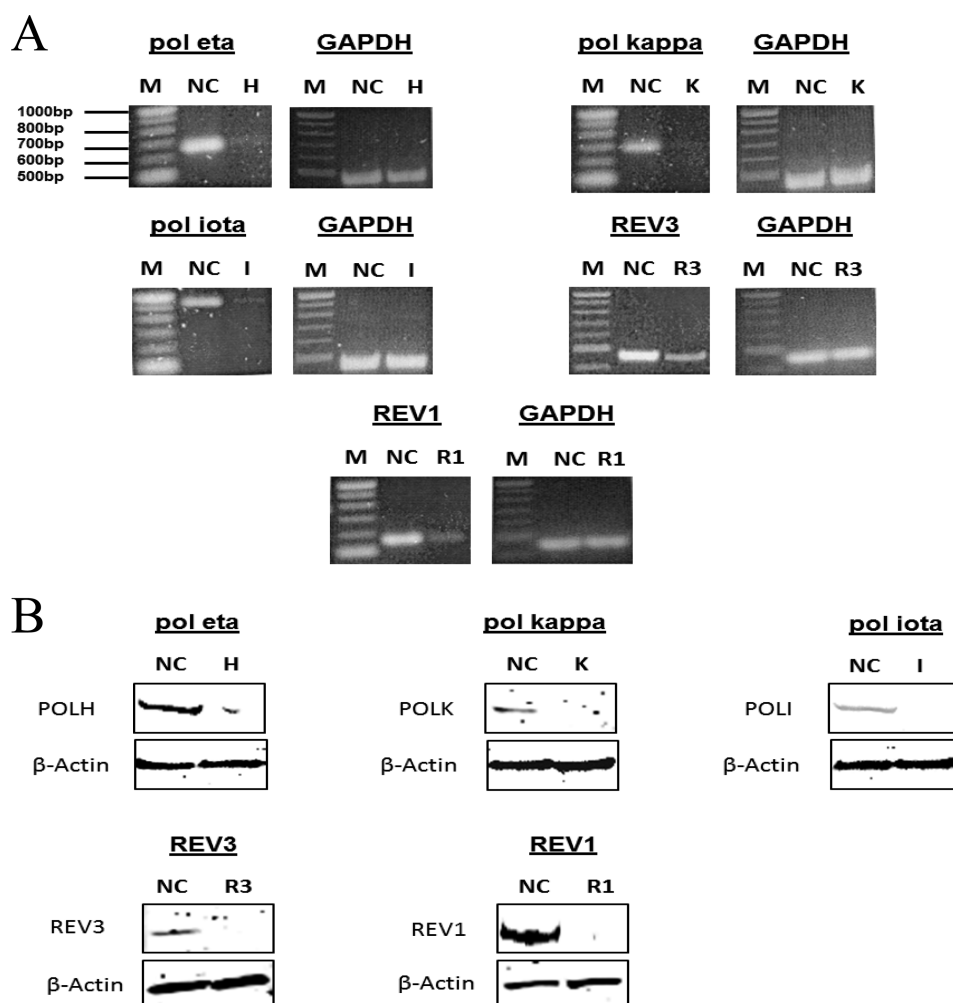 A
pol eta GAPDH pol kappa GAPDH
M NC H M NC H M NC K M NC K
1000bp
800bp
700bp
600bp
500bp
pol iota GAPDH REV3 GAPDH
M NC I M NC I M NC R3 M NC R3
REV1 GAPDH
M NC R1 M NC R1
B
pol eta pol kappa pol iota
NC H NC K NC I
POLH POLK POLI
β-Actin β-Actin β-Actin
REV3 REV1
NC R3 NC R1
REV3 REV1
β-Actin β-Actin